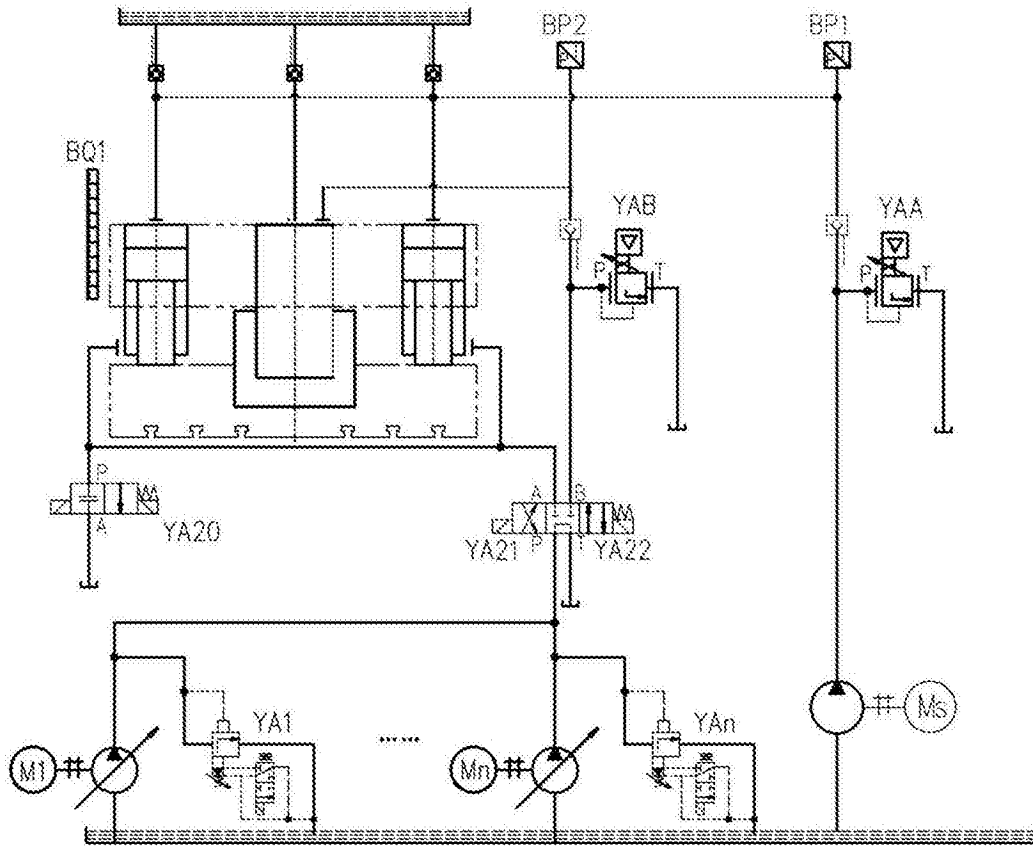 BP2
BP1
BQ1
YAB
YAA
P
T
P
T
P
A
YA20
A
B
YA21
P
T
YA22
YA1
YAn
M1
......
Mn
Ms